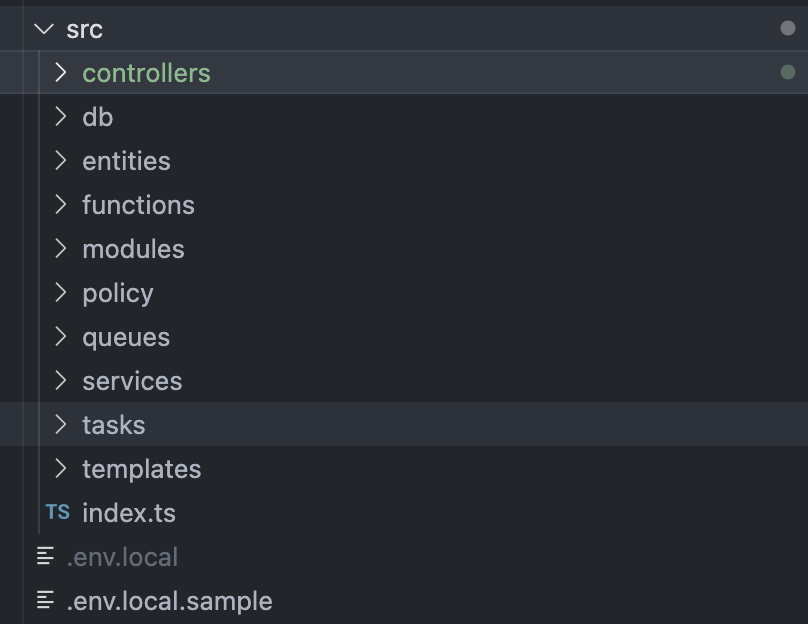 src
controllers
db
entities
functions
modules
policy
queues
services
tasks
templates
TS index.ts
.env.local
.env.local.sample